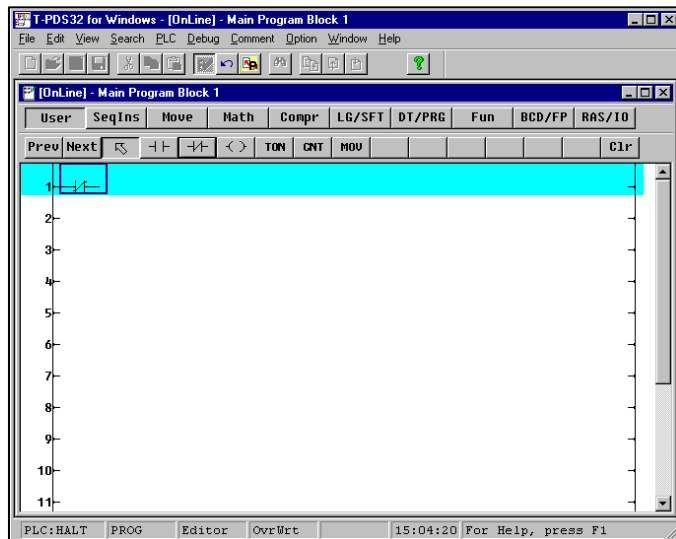 T-PDS32 for Windows - [OnLine] - Main Program Block 1
File Edit View Search PLC Debug Comment Option Window Help
[OnLine] - Main Program Block 1
User SeqIns Move Math Compr LG/SFT DT/PRG Fun BCD/FP RAS/IO
Prev Next TON CNT MOV Clr
1
2
3
4
5
6
7
8
9
10
11
PLC:HALT PROG Editor OvrWrt 15:04:20 For Help, press F1